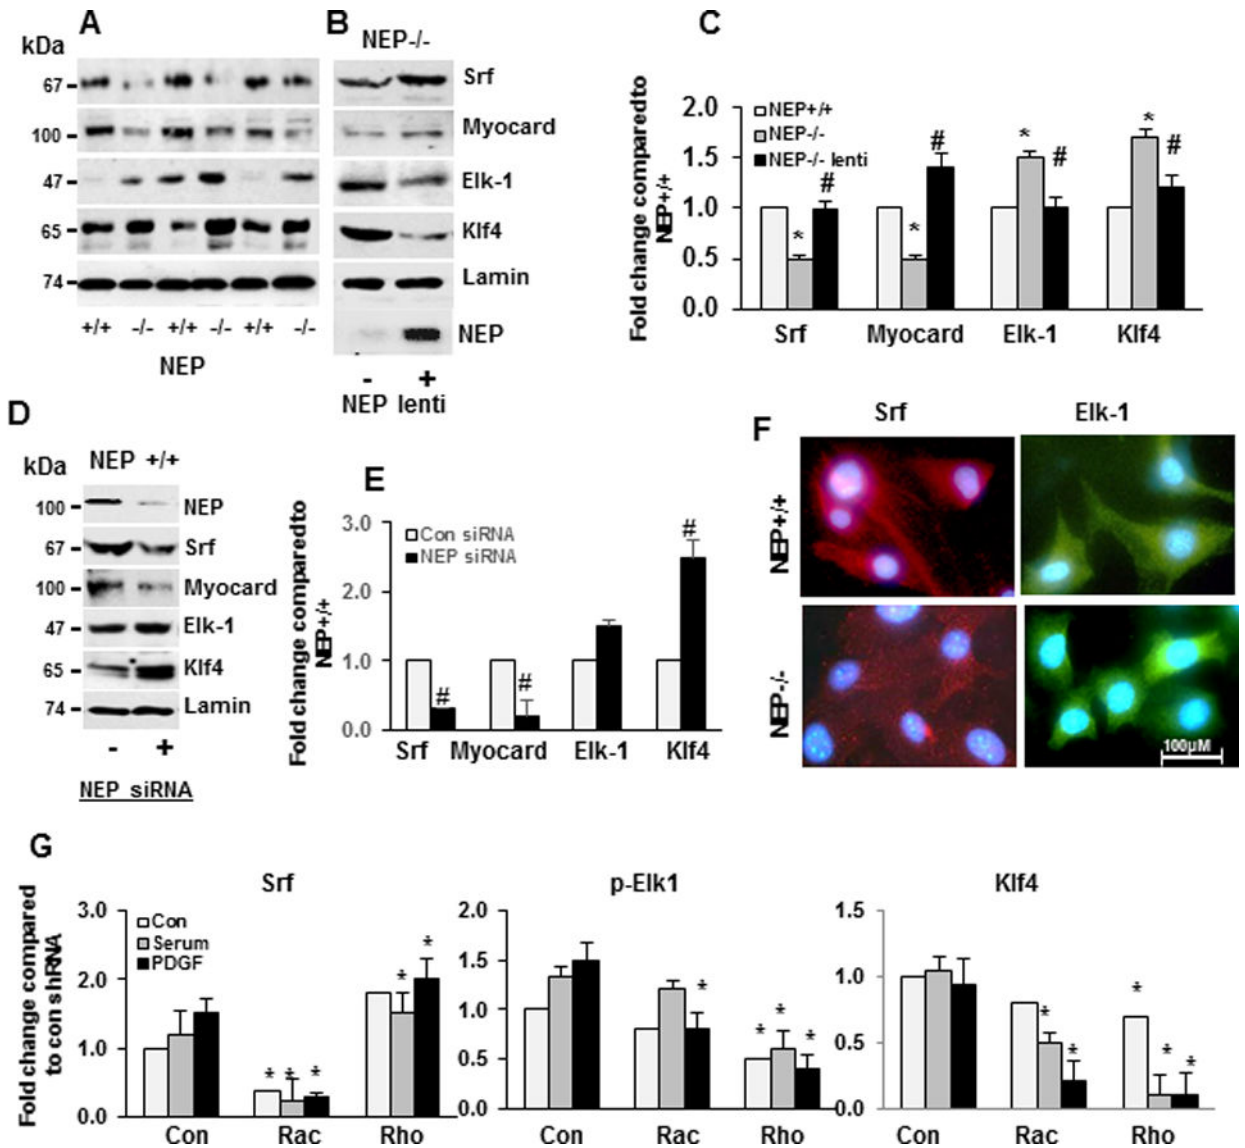 A
kDa
67
100
47
65
74
+/+ -/- +/+ -/- +/+ -/-
NEP
B
NEP-/-
Srf
Myocard
Elk-1
Klf4
Lamin
NEP
- +
NEP lenti
C
Fold change comparedto
NEP+/+
2.0
1.5
1.0
0.5
0.0
NEP+/+
NEP-/-
NEP-/- lenti
* # * # * # * #
Srf Myocard Elk-1 Klf4
D
NEP +/+
kDa
100 NEP
67 Srf
100 Myocard
47 Elk-1
65 Klf4
74 Lamin
- +
NEP siRNA
E
Fold change comparedto
NEP+/+
3.0
2.0
1.0
0.0
Con siRNA
NEP siRNA
# # #
Srf Myocard Elk-1 Klf4
F
Srf Elk-1
NEP+/+
NEP-/-
100µM
G
Fold change compared
to con shRNA
Srf
3.0
2.0
1.0
0.0
Con
Serum
PDGF
* * * * *
Con Rac Rho
p-Elk1
2.0
1.5
1.0
0.5
0.0
* * * *
Con Rac Rho
Klf4
1.5
1.0
0.5
0.0
* * * * *
Con Rac Rho